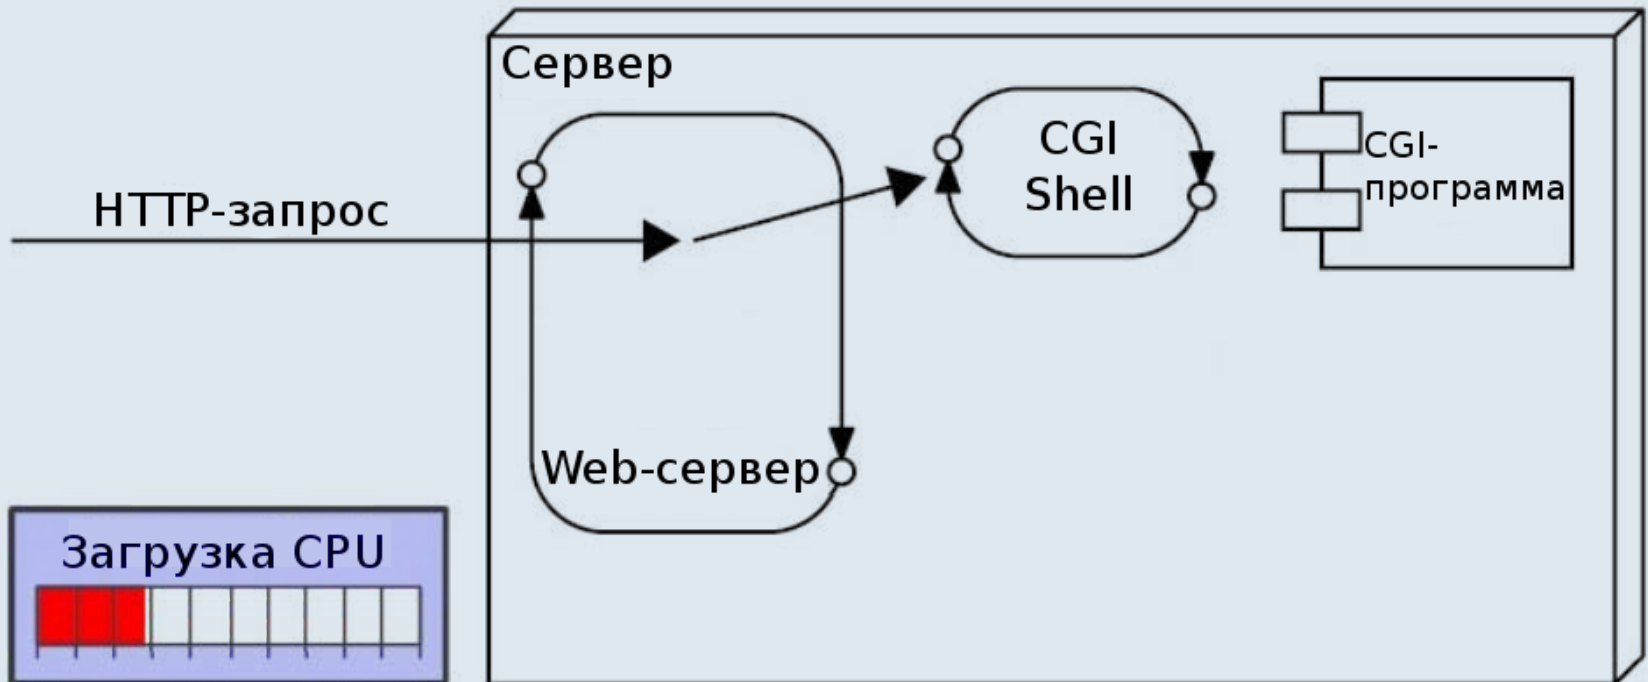 Сервер
CGI
Shell
CGI-
программа
HTTP-запрос
Web-сервер
Загрузка CPU